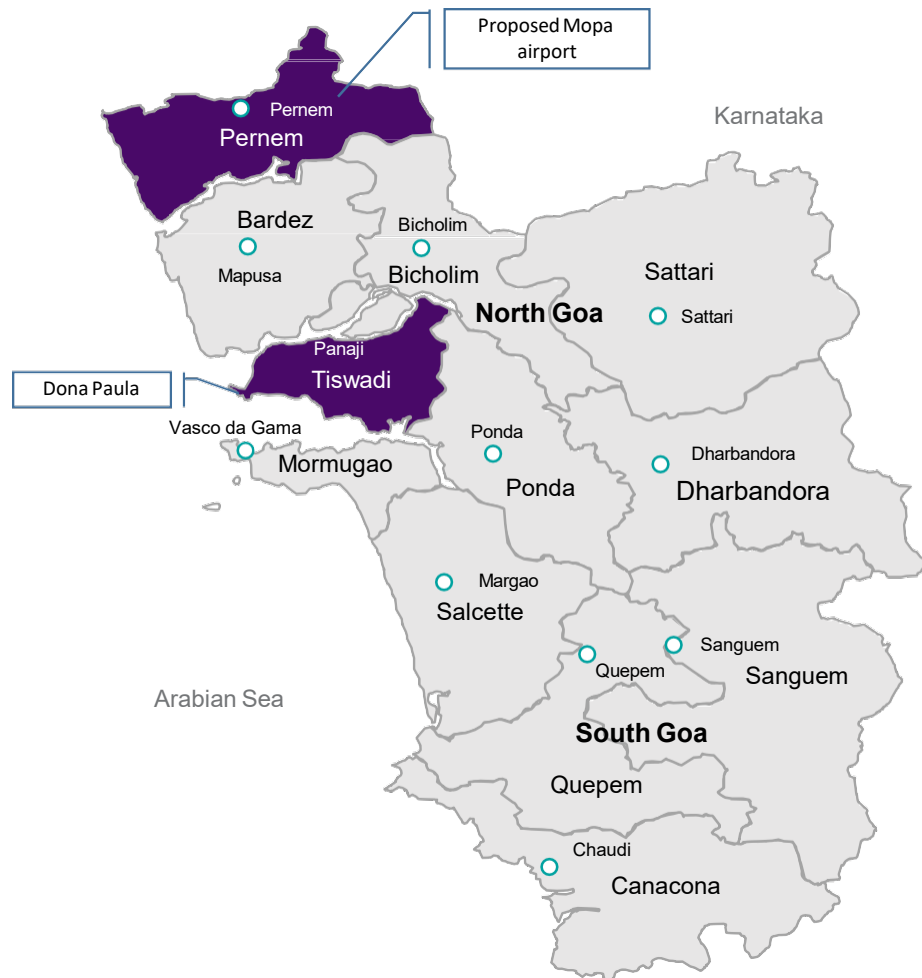 Proposed Mopa
airport
Karnataka
Pernem
Pernem
Bardez
Bicholim
Mapusa
Bicholim
Sattari
North Goa
Sattari
Panaji
Tiswadi
Dona Paula
Vasco da Gama
Mormugao
Ponda
Ponda
Dharbandora
Dharbandora
Margao
Salcette
Sanguem
Quepem
Sanguem
Arabian Sea
South Goa
Quepem
Chaudi
Canacona